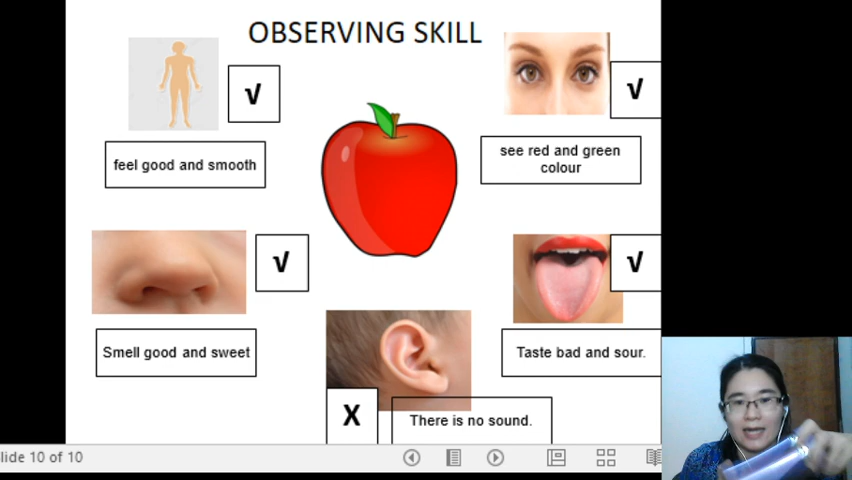 OBSERVING SKILL
√
√
feel good and smooth
see red and green
colour
√
√
Smell good and sweet
Taste bad and sour.
X
There is no sound.
lide 10 of 10